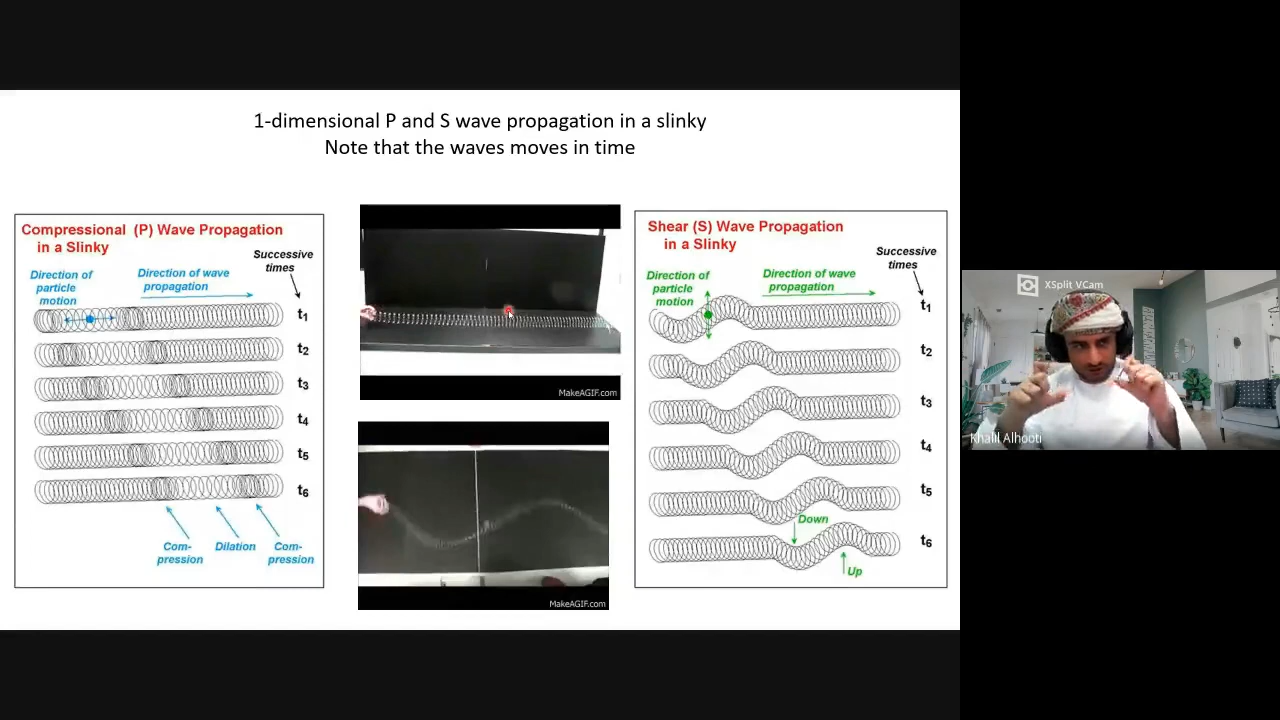 1-dimensional P and S wave propagation in a slinky
Note that the waves moves in time
Compressional (P) Wave Propagation
in a Slinky
Successive
times
Direction of
particle
motion
Direction of wave
propagation
t1
t2
t3
t4
t5
t6
Com-
pression
Dilation
Com-
pression
MakeAGIF.com
MakeAGIF.com
Shear (S) Wave Propagation
in a Slinky
Successive
times
Direction of
particle
motion
Direction of wave
propagation
t1
t2
t3
t4
t5
t6
Down
Up
XSplit VCam
Khalil Alhooti